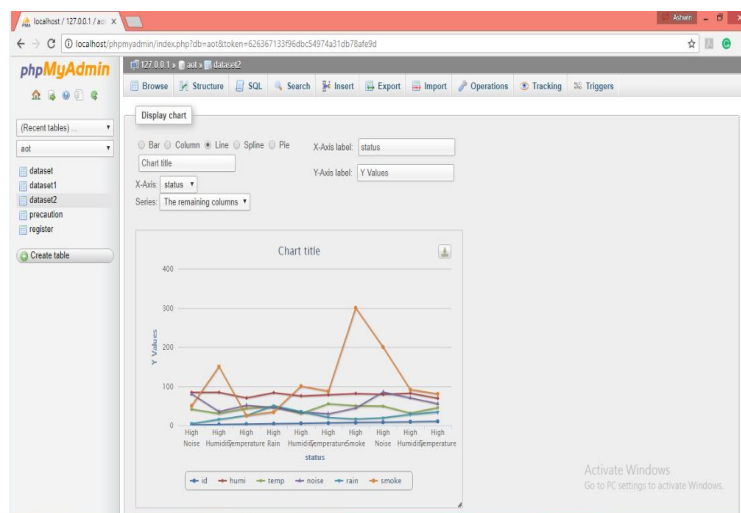 localhost / 127.0.0.1 / aot
Ashwin
localhost/phpmyadmin/index.php?db=aot&token=626367133f96dbc54974a31db78afe9d
phpMyAdmin
127.0.0.1 » aot » dataset2
Browse Structure SQL Search Insert Export Import Operations Tracking Triggers
(Recent tables) ...
aot
dataset
dataset1
dataset2
precaution
register
Create table
Display chart
Bar Column Line Spline Pie
Chart title
X-Axis: status
Series: The remaining columns
X-Axis label: status
Y-Axis label: Y Values
Chart title
400
300
200
100
0
Y Values
High Noise
High Humidity
High Temperature
High Rain
High Humidity
High Temperature
High Smoke
High Noise
High Humidity
High Temperature
status
id humi temp noise rain smoke
Activate Windows
Go to PC settings to activate Windows.